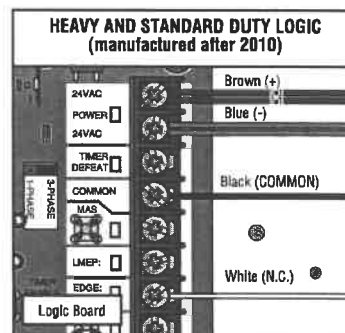 HEAVY AND STANDARD DUTY LOGIC
(manufactured after 2010)
Brown (+)
24VAC
POWER
Blue (-)
24VAC
TIMER
DEFEAT
3-PHASE
1-PHASE
COMMON
Black (COMMON)
MAS
LMEP:
White (N.C.)
EDGE:
Logic Board